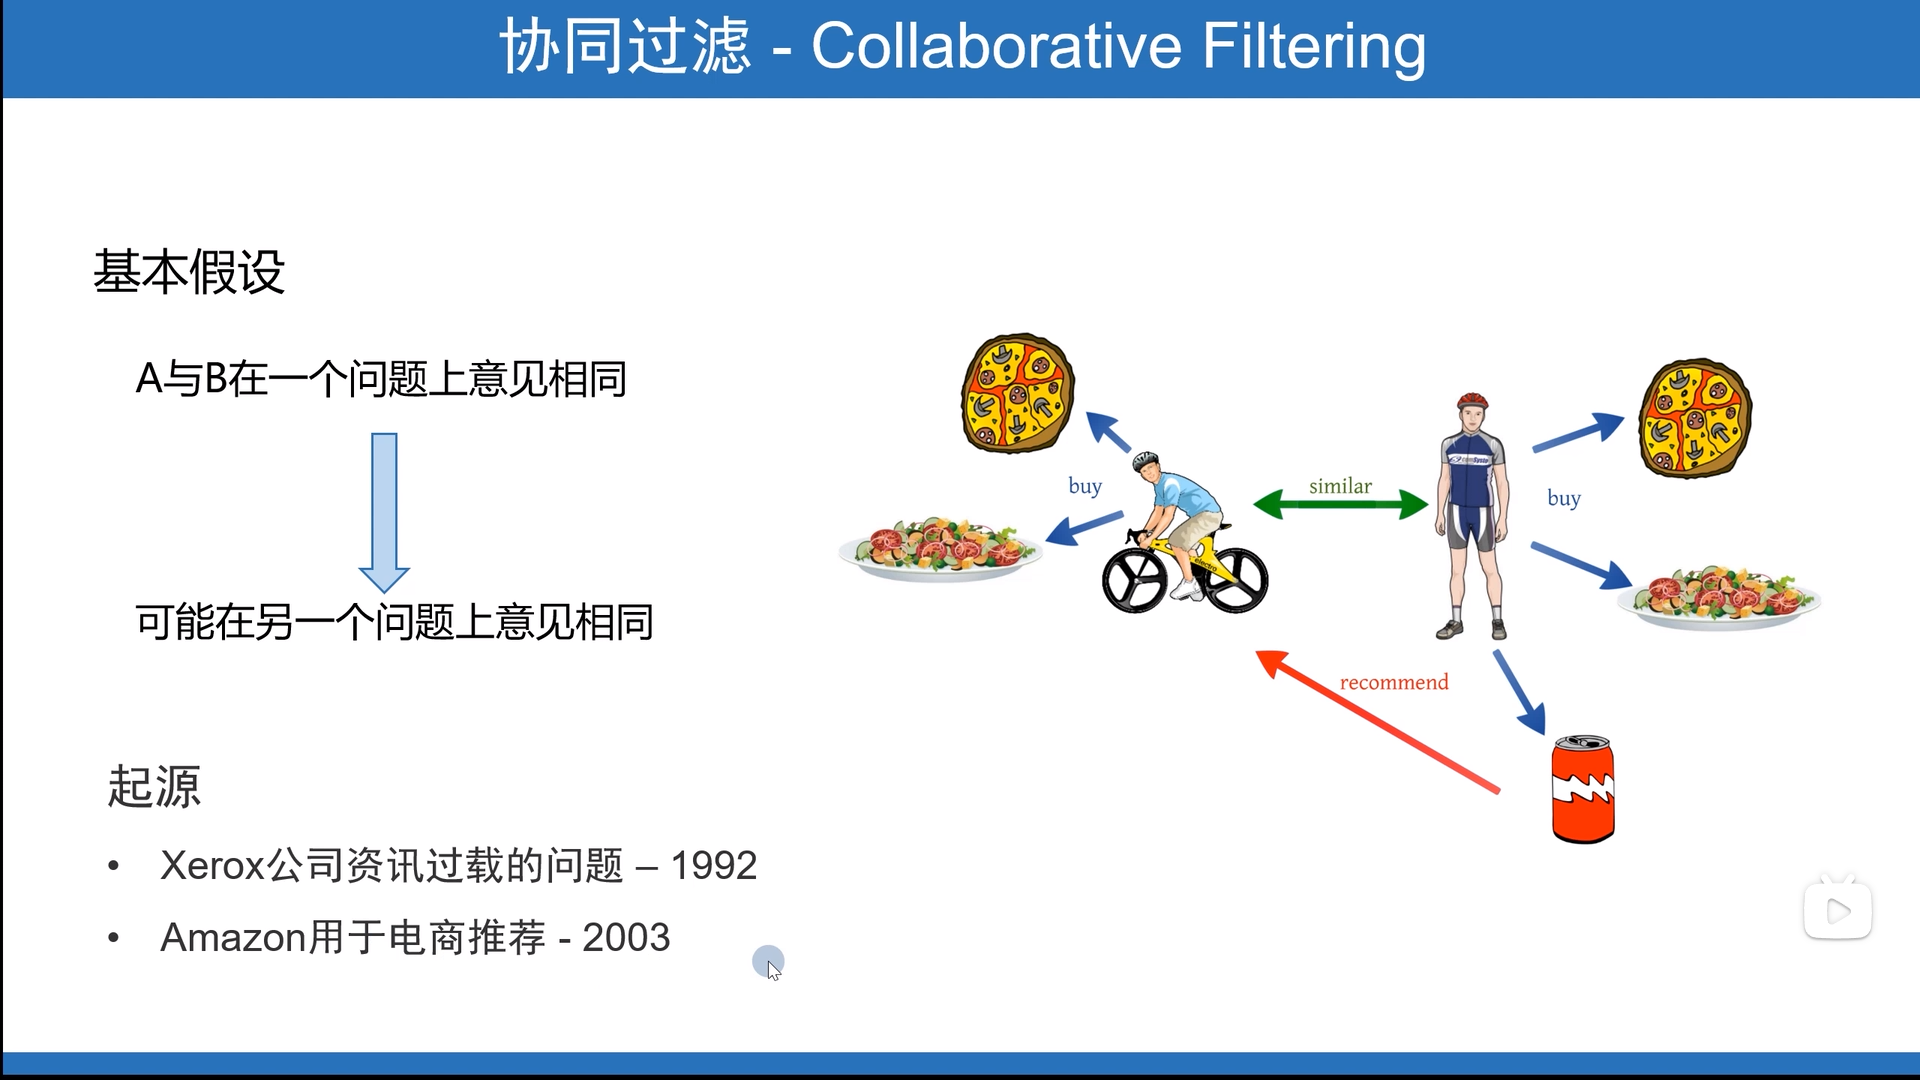 协同过滤 - Collaborative Filtering
基本假设
A与B在一个问题上意见相同
可能在另一个问题上意见相同
起源
• Xerox公司资讯过载的问题 – 1992
• Amazon用于电商推荐 - 2003
buy
similar
buy
recommend
electro